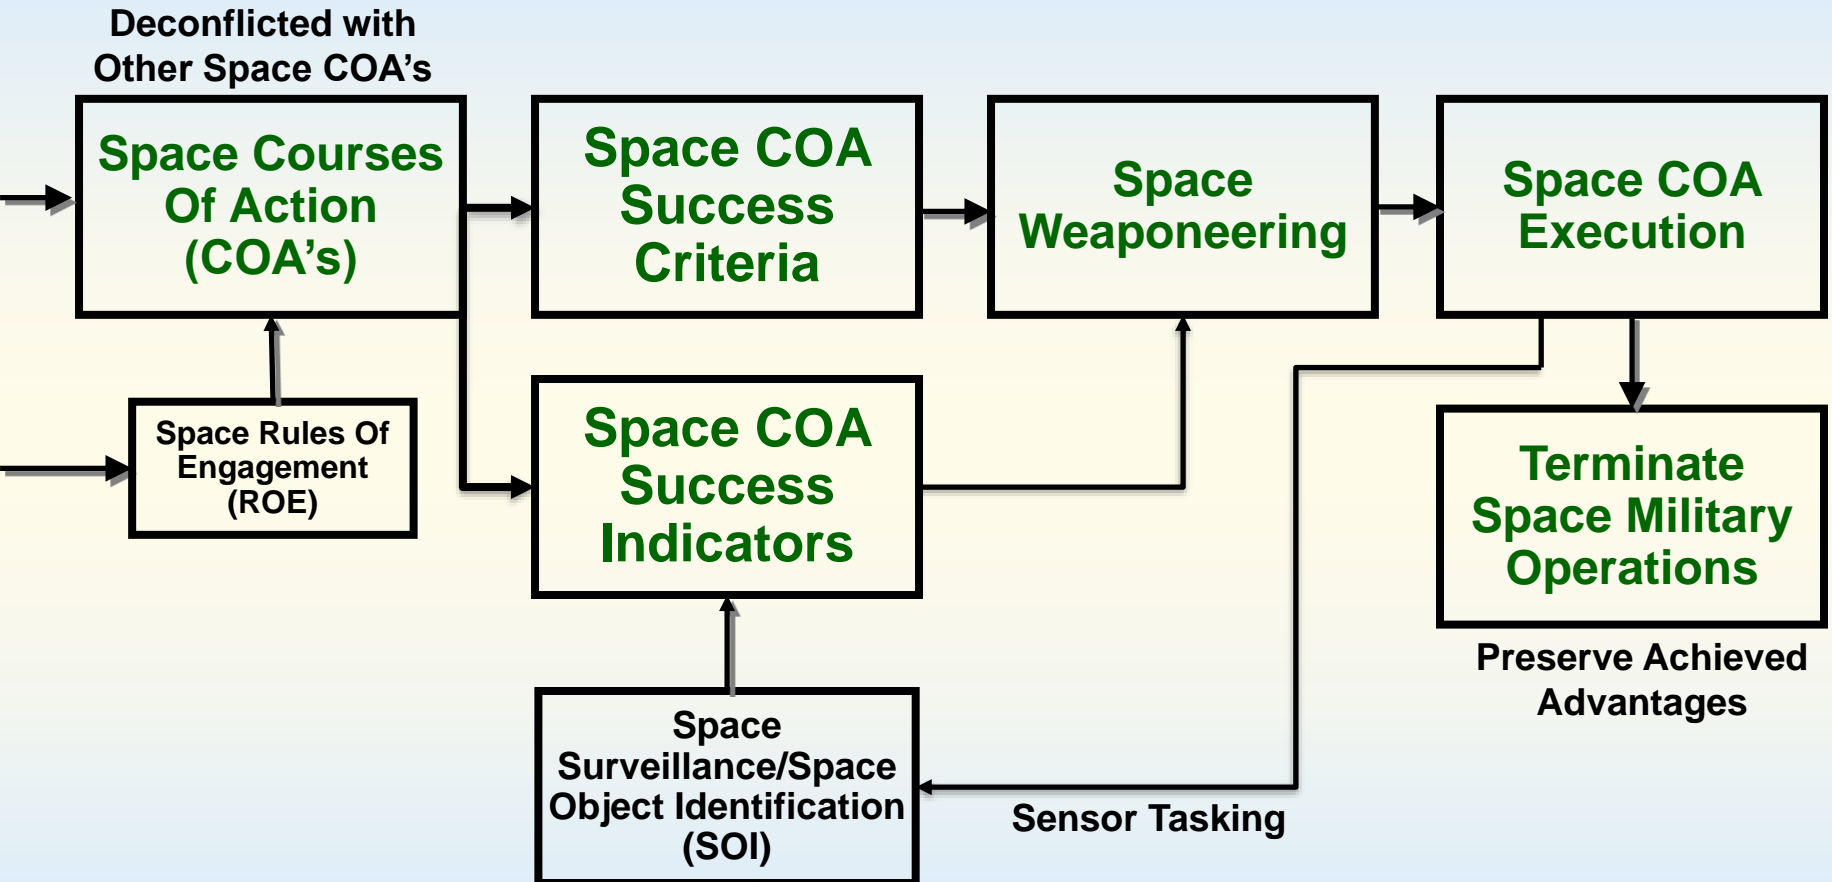 Deconflicted with
Other Space COA’s
Space Courses
Of Action
(COA’s)
Space COA
Success
Criteria
Space
Weaponeering
Space COA
Execution
Space Rules Of
Engagement
(ROE)
Space COA
Success
Indicators
Terminate
Space Military
Operations
Preserve Achieved
Advantages
Space
Surveillance/Space
Object Identification
(SOI)
Sensor Tasking